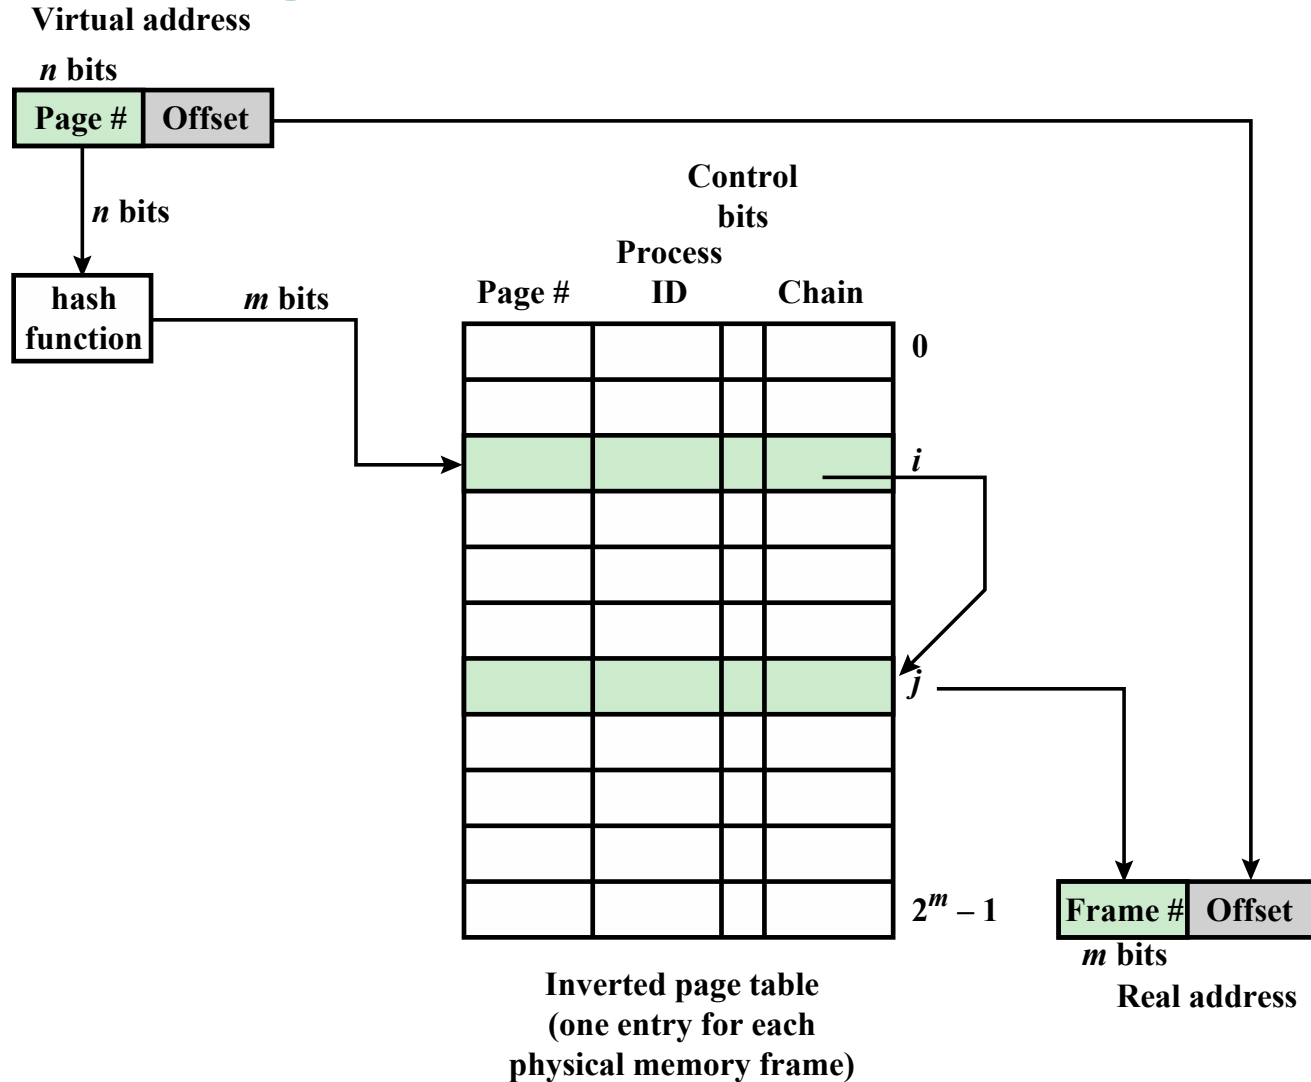 Virtual address
n bits
Page # Offset
n bits
hash
function
m bits
Control
bits
Process
Page # ID Chain
0
i
j
2^m – 1
Frame # Offset
m bits
Real address
Inverted page table
(one entry for each
physical memory frame)